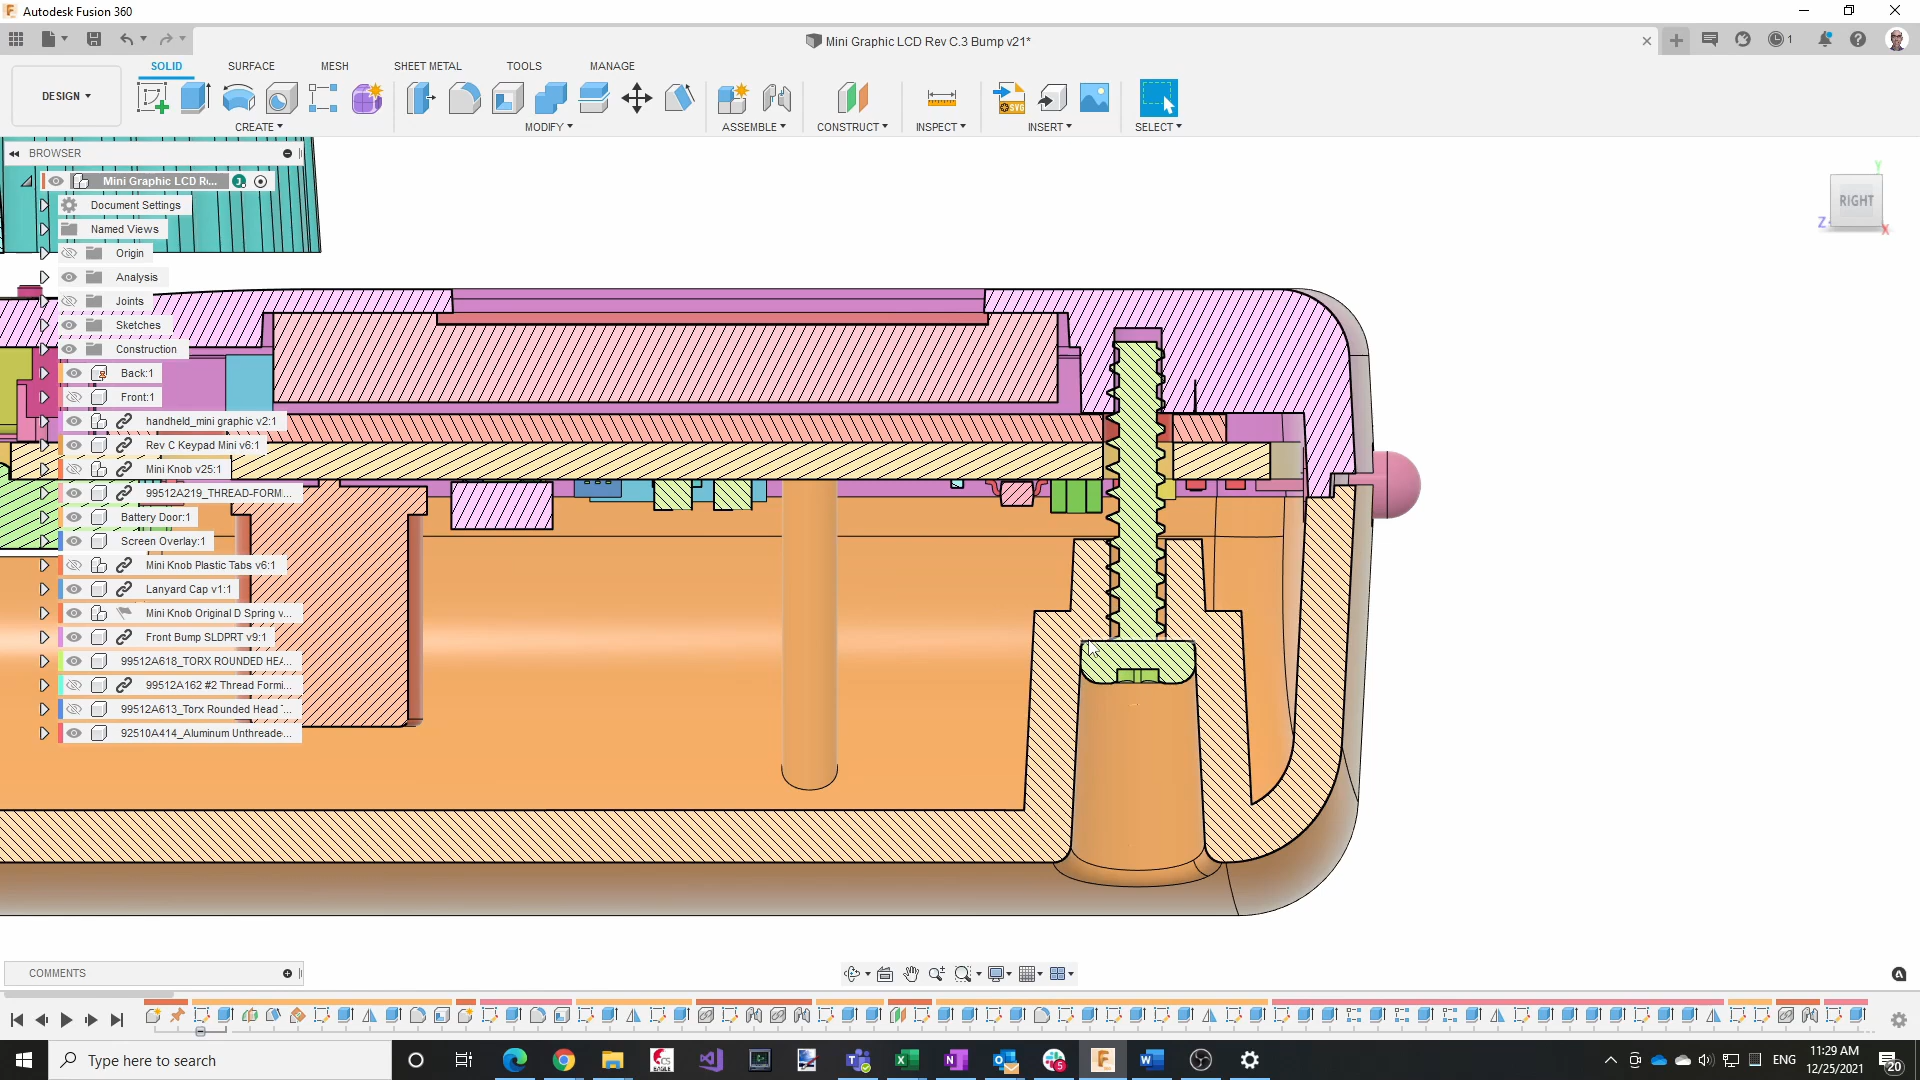 Autodesk Fusion 360
Mini Graphic LCD Rev C.3 Bump v21*
1
DESIGN
SOLID
SURFACE
MESH
SHEET METAL
TOOLS
MANAGE
CREATE
MODIFY
ASSEMBLE
CONSTRUCT
INSPECT
SVG
INSERT
SELECT
BROWSER
Mini Graphic LCD R...
Document Settings
Named Views
Origin
Analysis
Joints
Sketches
Construction
Back:1
Front:1
handheld_mini graphic v2:1
Rev C Keypad Mini v6:1
Mini Knob v25:1
99512A219_THREAD-FORM...
Battery Door:1
Screen Overlay:1
Mini Knob Plastic Tabs v6:1
Lanyard Cap v1:1
Mini Knob Original D Spring v...
Front Bump SLDPRT v9:1
99512A618_TORX ROUNDED HEA...
99512A162 #2 Thread Formi...
99512A613_Torx Rounded Head
92510A414_Aluminum Unthreade...
Y
RIGHT
Z
X
COMMENTS
Type here to search
ENG
11:29 AM
12/25/2021
20